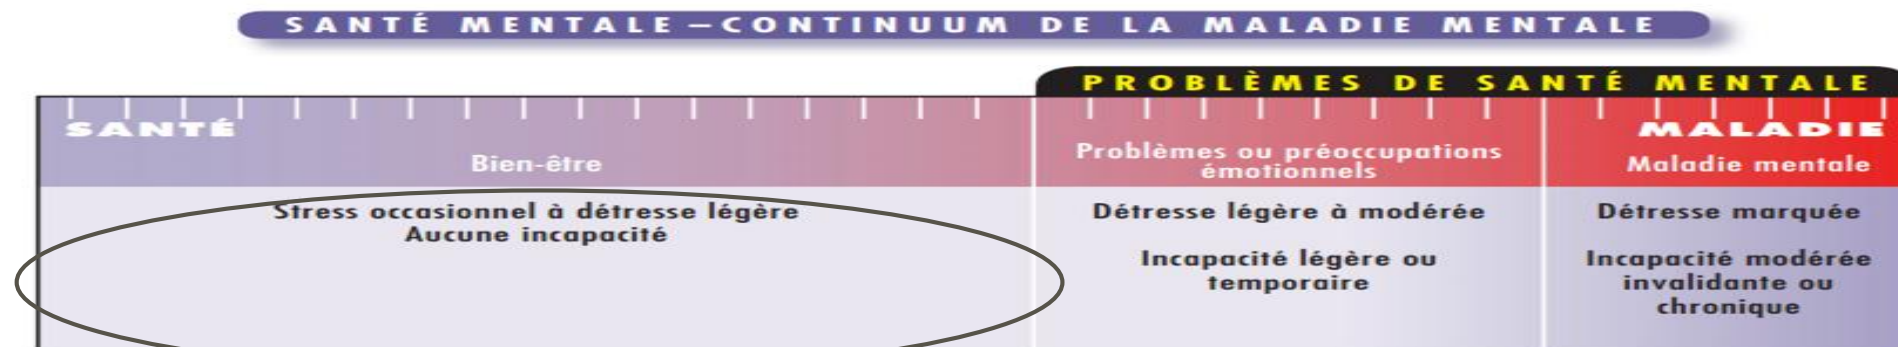 SANTÉ MENTALE–CONTINUUM DE LA MALADIE MENTALE
PROBLÈMES DE SANTÉ MENTALE
SANTÉ
Bien-être
Stress occasionnel à détresse légère
Aucune incapacité
Problèmes ou préoccupations
émotionnels
Détresse légère à modérée
Incapacité légère ou
temporaire
MALADIE
Maladie mentale
Détresse marquée
Incapacité modérée
invalidante ou
chronique